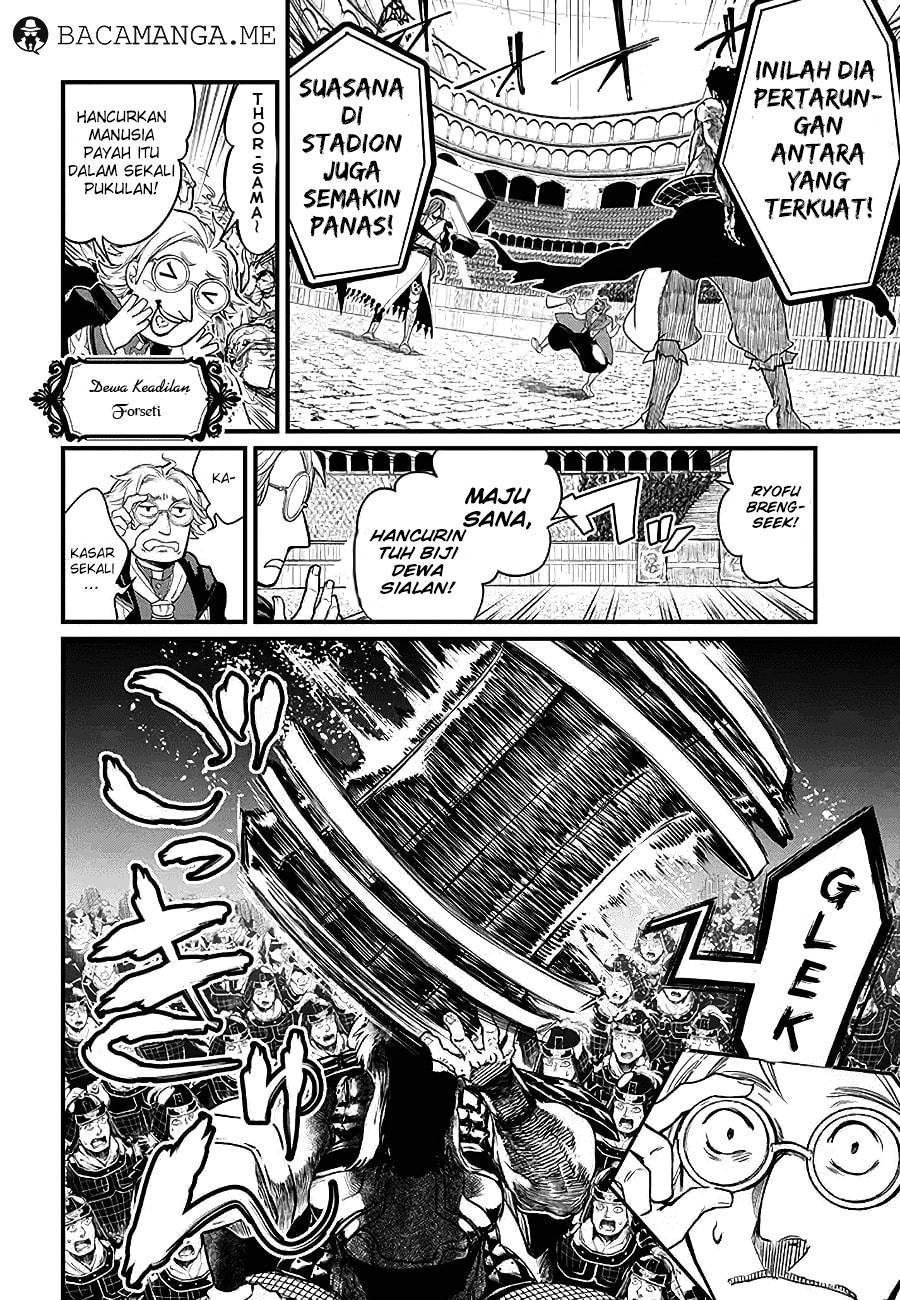 BACAMANGA.ME
INILAH DIA
PERTARUN-
GAN
ANTARA
YANG
TERKUAT!
SUASANA
DI
STADION
JUGA
SEMAKIN
PANAS!
THOR-SAMA~
HANCURKAN
MANUSIA
PAYAH ITU
DALAM SEKALI
PUKULAN!
Dewa Keadilan
Forseti
RYOFU
BRENG-
SEEK!
MAJU
SANA,
HANCURIN
TUH BIJI
DEWA
SIALAN!
KA-
KASAR
SEKALI
...
GLEK